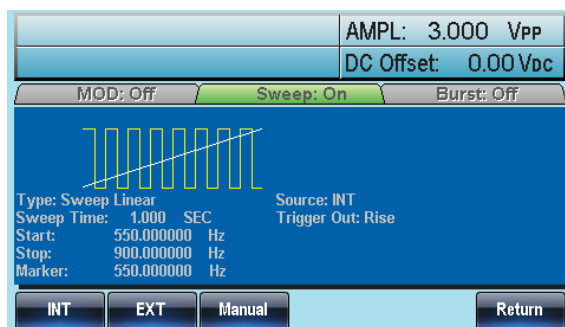 AMPL: 3.000 VPP
DC Offset: 0.00 VDC
MOD: Off Sweep: On Burst: Off
Type: Sweep Linear Source: INT
Sweep Time: 1.000 SEC Trigger Out: Rise
Start: 550.000000 Hz
Stop: 900.000000 Hz
Marker: 550.000000 Hz
INT EXT Manual Return